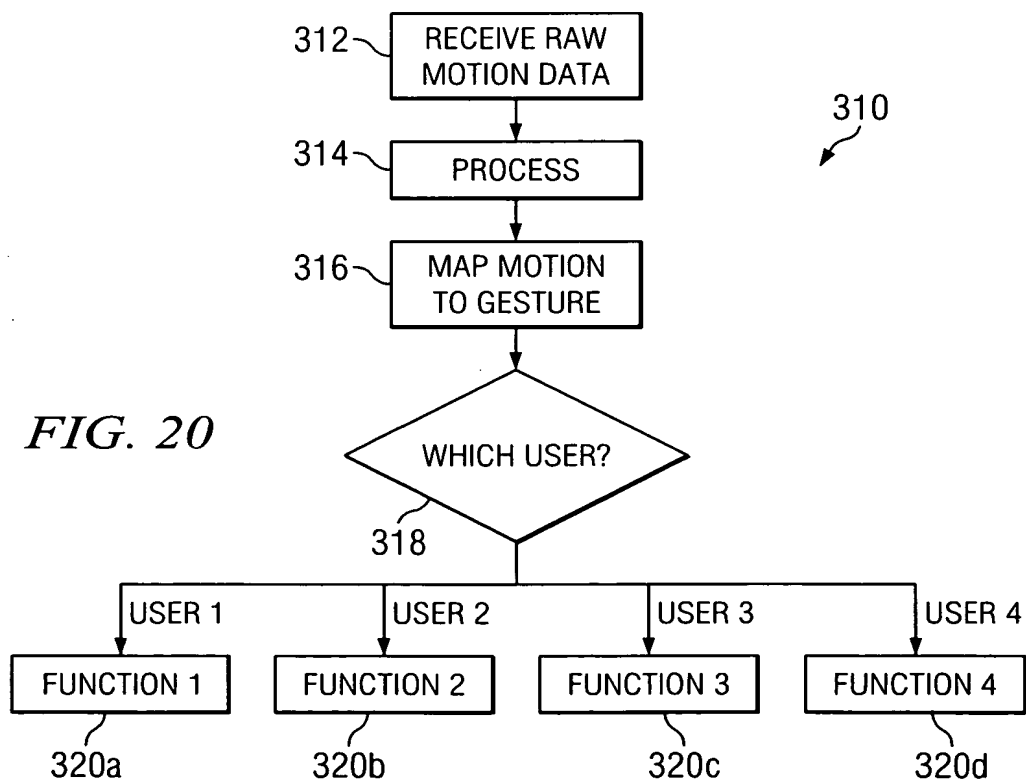 312
RECEIVE RAW
MOTION DATA
310
314
PROCESS
316
MAP MOTION
TO GESTURE
FIG. 20
WHICH USER?
318
USER 1
USER 2
USER 3
USER 4
FUNCTION 1
FUNCTION 2
FUNCTION 3
FUNCTION 4
320a
320b
320c
320d